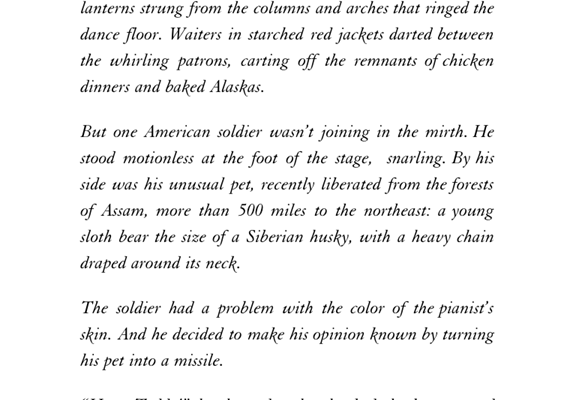 lanterns strung from the columns and arches that ringed the
dance floor. Waiters in starched red jackets darted between
the whirling patrons, carting off the remnants of chicken
dinners and baked Alaskas.
But one American soldier wasn't joining in the mirth. He
stood motionless at the foot of the stage, snarling. By his
side was his unusual pet, recently liberated from the forests
of Assam, more than 500 miles to the northeast: a young
sloth bear the size of a Siberian husky, with a heavy chain
draped around its neck.
The soldier had a problem with the color of the pianist's
skin. And he decided to make his opinion known by turning
his pet into a missile.